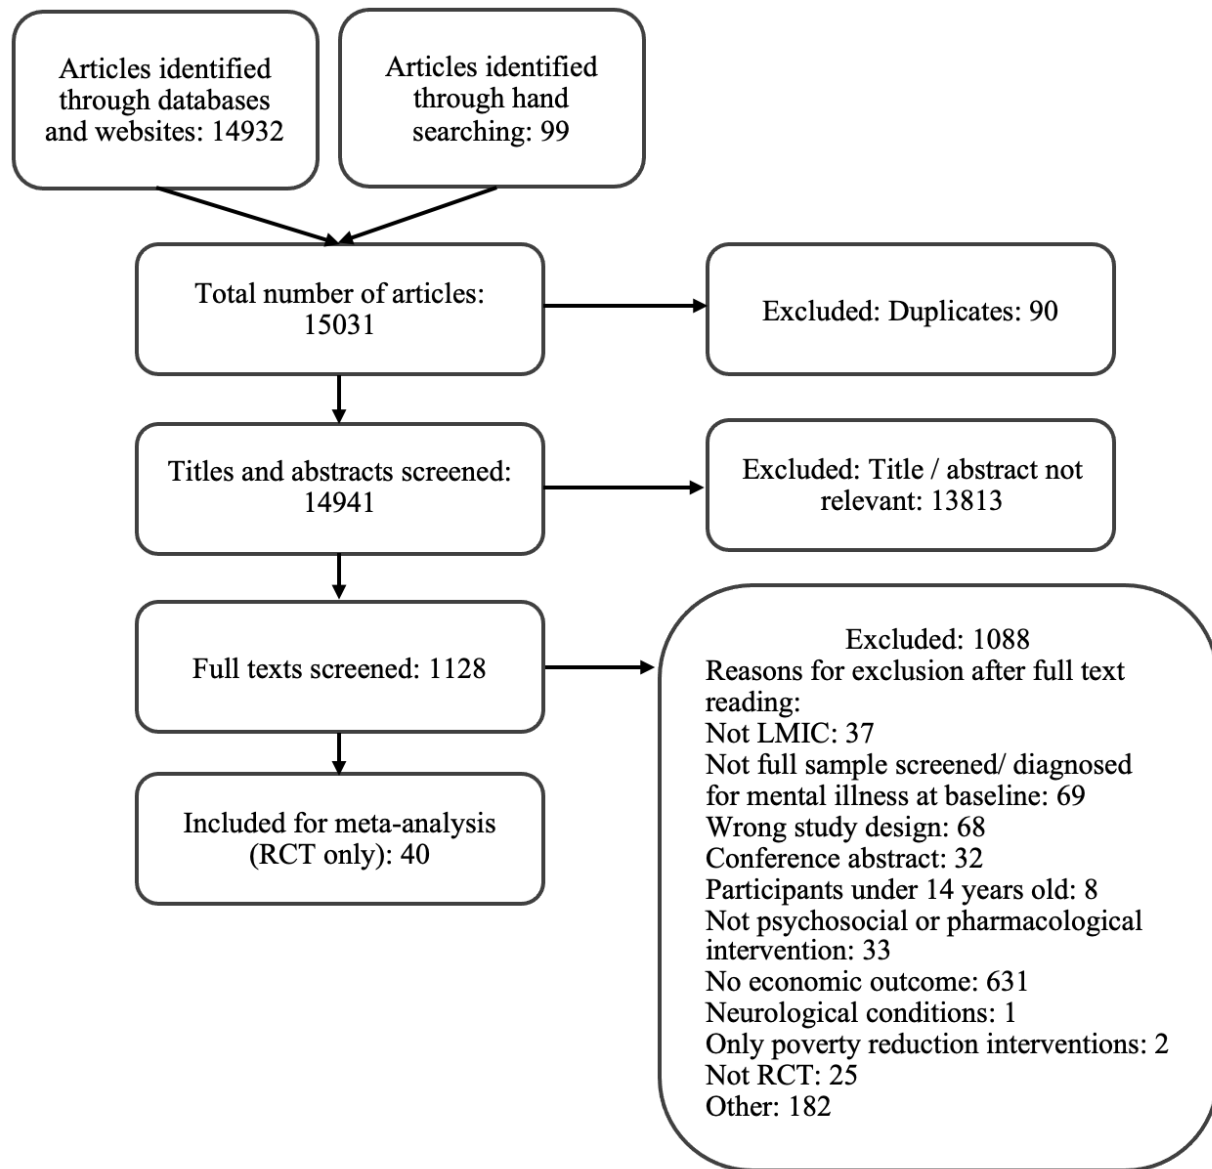 Articles identified
through databases
and websites: 14932
Articles identified
through hand
searching: 99
Total number of articles:
15031
Excluded: Duplicates: 90
Titles and abstracts screened:
14941
Excluded: Title / abstract not
relevant: 13813
Full texts screened: 1128
Excluded: 1088
Reasons for exclusion after full text
reading:
Not LMIC: 37
Not full sample screened/ diagnosed
for mental illness at baseline: 69
Wrong study design: 68
Conference abstract: 32
Participants under 14 years old: 8
Not psychosocial or pharmacological
intervention: 33
No economic outcome: 631
Neurological conditions: 1
Only poverty reduction interventions: 2
Not RCT: 25
Other: 182
Included for meta-analysis
(RCT only): 40